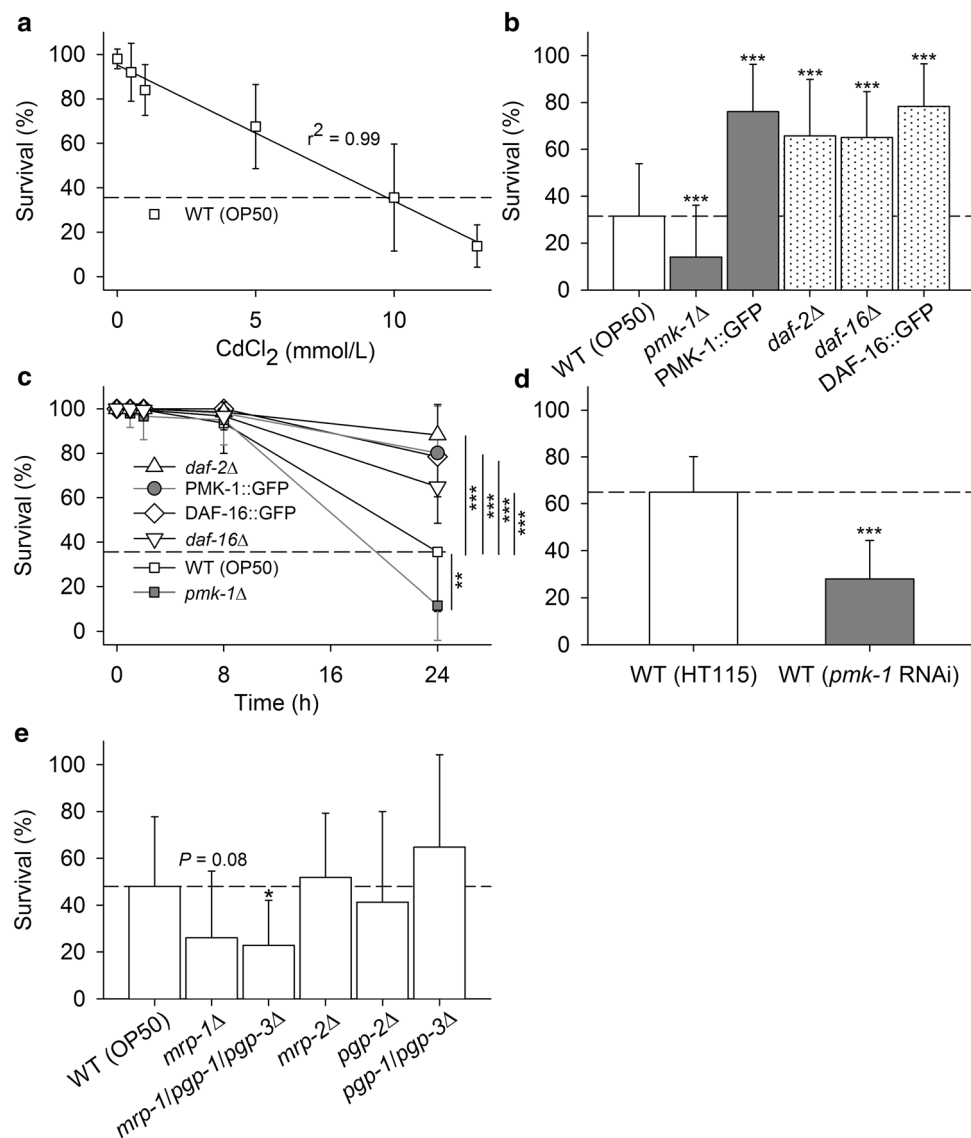 a
Survival (%)
100
80
60
40
20
0
r² = 0.99
WT (OP50)
0
5
10
CdCl₂ (mmol/L)
b
Survival (%)
100
80
60
40
20
0
***
***
***
***
***
WT (OP50)
pmk-1Δ
PMK-1::GFP
daf-2Δ
daf-16Δ
DAF-16::GFP
c
Survival (%)
100
80
60
40
20
0
daf-2Δ
PMK-1::GFP
DAF-16::GFP
daf-16Δ
WT (OP50)
pmk-1Δ
***
***
***
***
**
0
8
16
24
Time (h)
d
Survival (%)
100
80
60
40
20
0
***
WT (HT115)
WT (pmk-1 RNAi)
e
Survival (%)
100
80
60
40
20
0
P = 0.08
*
WT (OP50)
mrp-1Δ
mrp-1/pgp-1/pgp-3Δ
mrp-2Δ
pgp-2Δ
pgp-1/pgp-3Δ